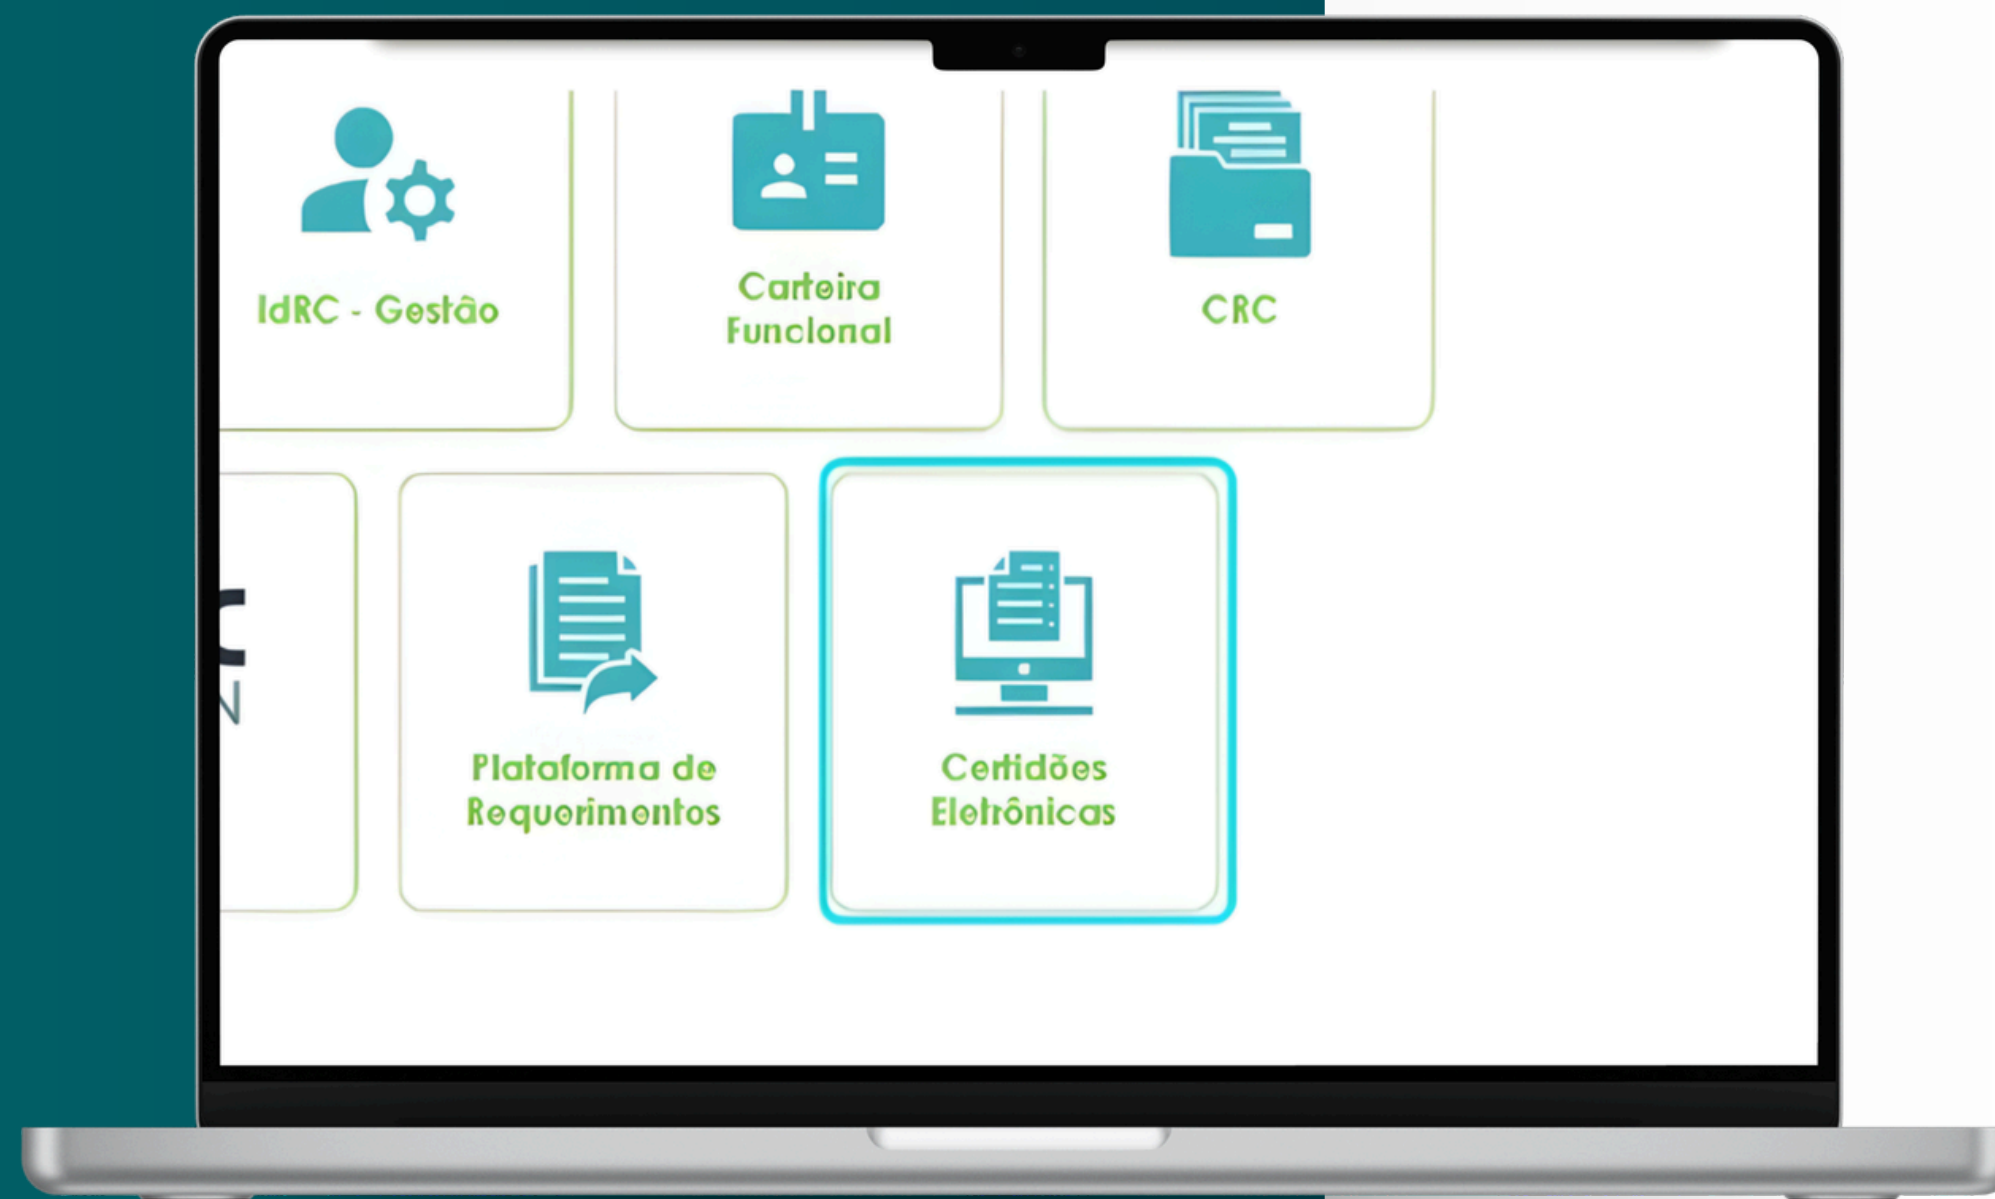 IdRC - Gestão
Carteira
Funcional
CRC
Plataforma de
Requerimentos
Certidões
Eletrônicas